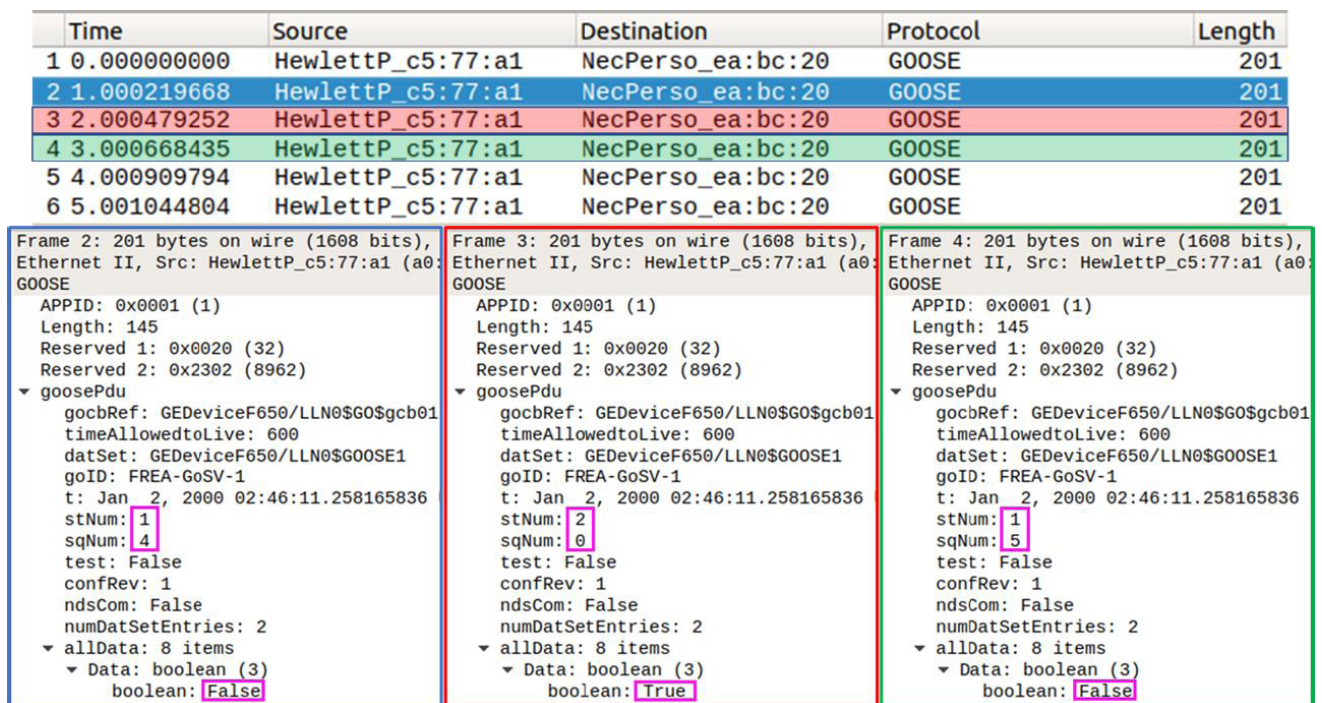 Time Source Destination Protocol Length
1 0.000000000 HewlettP_c5:77:a1 NecPerso_ea:bc:20 GOOSE 201
2 1.000219668 HewlettP_c5:77:a1 NecPerso_ea:bc:20 GOOSE 201
3 2.000479252 HewlettP_c5:77:a1 NecPerso_ea:bc:20 GOOSE 201
4 3.000668435 HewlettP_c5:77:a1 NecPerso_ea:bc:20 GOOSE 201
5 4.000909794 HewlettP_c5:77:a1 NecPerso_ea:bc:20 GOOSE 201
6 5.001044804 HewlettP_c5:77:a1 NecPerso_ea:bc:20 GOOSE 201
Frame 2: 201 bytes on wire (1608 bits),
Ethernet II, Src: HewlettP_c5:77:a1 (a0:
GOOSE
APPID: 0x0001 (1)
Length: 145
Reserved 1: 0x0020 (32)
Reserved 2: 0x2302 (8962)
goosePdu
gocbRef: GEDeviceF650/LLN0$GO$gcb01
timeAllowedtoLive: 600
datSet: GEDeviceF650/LLN0$GOOSE1
goID: FREA-GoSV-1
t: Jan 2, 2000 02:46:11.258165836
stNum: 1
sqNum: 4
test: False
confRev: 1
ndsCom: False
numDatSetEntries: 2
allData: 8 items
Data: boolean (3)
boolean: False
Frame 3: 201 bytes on wire (1608 bits),
Ethernet II, Src: HewlettP_c5:77:a1 (a0:
GOOSE
APPID: 0x0001 (1)
Length: 145
Reserved 1: 0x0020 (32)
Reserved 2: 0x2302 (8962)
goosePdu
gocbRef: GEDeviceF650/LLN0$GO$gcb01
timeAllowedtoLive: 600
datSet: GEDeviceF650/LLN0$GOOSE1
goID: FREA-GoSV-1
t: Jan 2, 2000 02:46:11.258165836
stNum: 2
sqNum: 0
test: False
confRev: 1
ndsCom: False
numDatSetEntries: 2
allData: 8 items
Data: boolean (3)
boolean: True
Frame 4: 201 bytes on wire (1608 bits),
Ethernet II, Src: HewlettP_c5:77:a1 (a0:
GOOSE
APPID: 0x0001 (1)
Length: 145
Reserved 1: 0x0020 (32)
Reserved 2: 0x2302 (8962)
goosePdu
gocbRef: GEDeviceF650/LLN0$GO$gcb01
timeAllowedtoLive: 600
datSet: GEDeviceF650/LLN0$GOOSE1
goID: FREA-GoSV-1
t: Jan 2, 2000 02:46:11.258165836
stNum: 1
sqNum: 5
test: False
confRev: 1
ndsCom: False
numDatSetEntries: 2
allData: 8 items
Data: boolean (3)
boolean: False